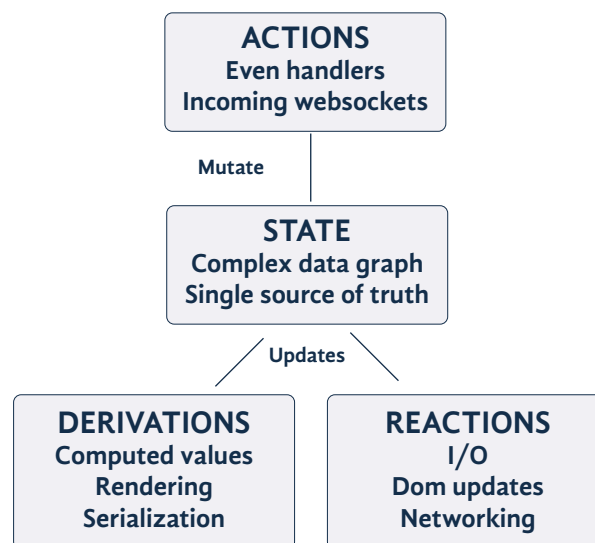 ACTIONS
Even handlers
Incoming websockets
Mutate
STATE
Complex data graph
Single source of truth
Updates
DERIVATIONS
Computed values
Rendering
Serialization
REACTIONS
I/O
Dom updates
Networking